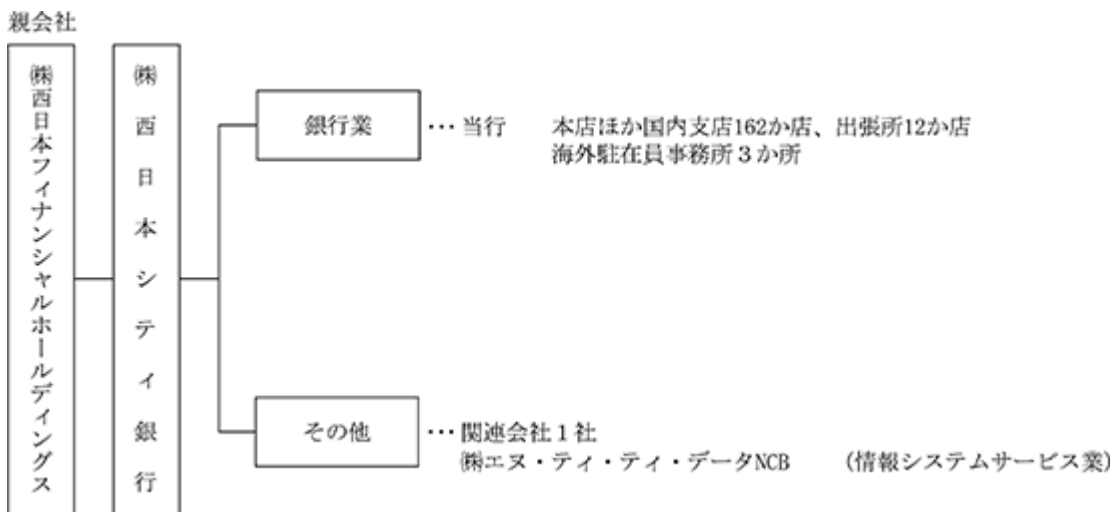 親会社
㈱西日本フィナンシャルホールディングス
㈱西日本シティ銀行
銀行業
…当行 本店ほか国内支店162か店、出張所12か店
海外駐在員事務所3か所
その他
…関連会社1社
㈱エヌ・ティ・ティ・データNCB (情報システムサービス業)